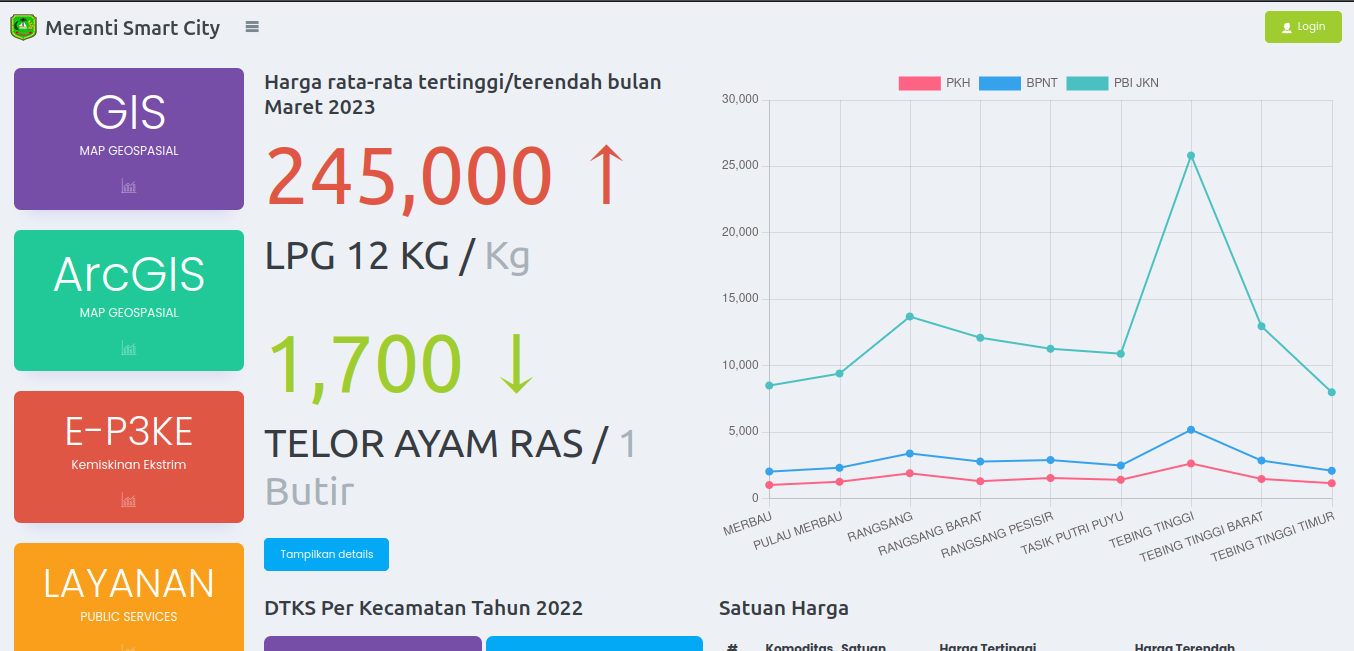 Meranti Smart City
Login
GIS
MAP GEOSPASIAL
ArcGIS
MAP GEOSPASIAL
E-P3KE
Kemiskinan Ekstrim
LAYANAN
PUBLIC SERVICES
Harga rata-rata tertinggi/terendah bulan
Maret 2023
245,000 ↑
LPG 12 KG / Kg
1,700 ↓
TELOR AYAM RAS / 1
Butir
Tampilkan details
DTKS Per Kecamatan Tahun 2022
PKH BPNT PBI JKN
30,000
25,000
20,000
15,000
10,000
5,000
0
MERBAU
PULAU MERBAU
RANGSANG
RANGSANG BARAT
RANGSANG PESISIR
TASIK PUTRI PUYU
TEBING TINGGI
TEBING TINGGI BARAT
TEBING TINGGI TIMUR
Satuan Harga
# Komoditas Satuan Harga Tertinggi Harga Terendah